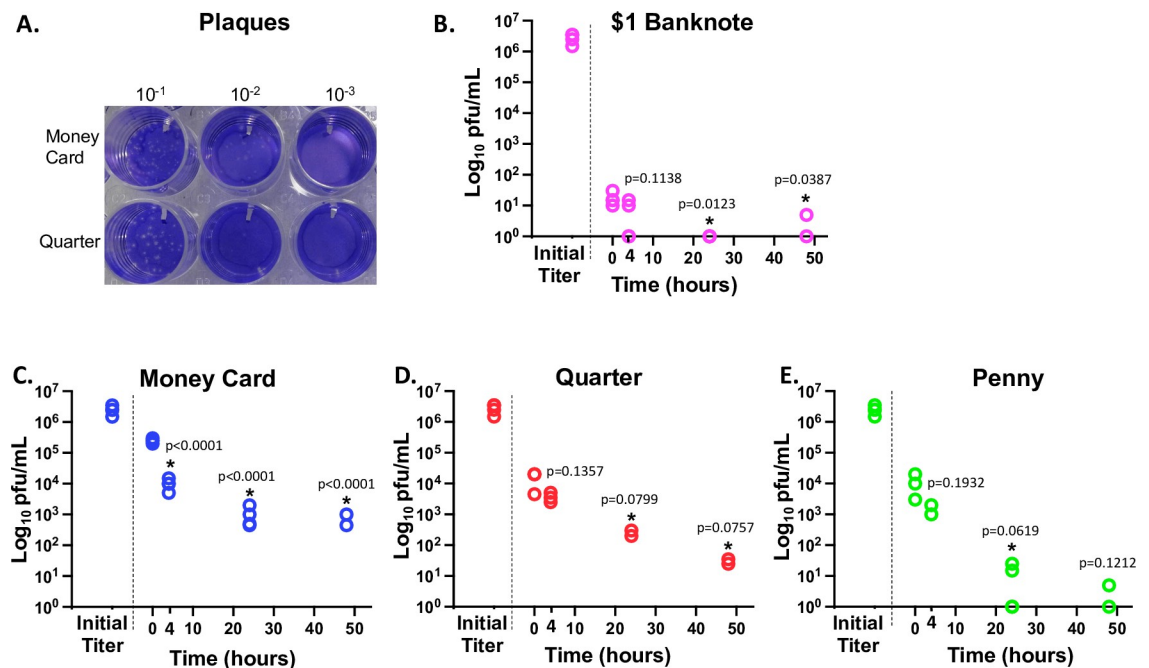 A.
Plaques
10⁻¹ 10⁻² 10⁻³
Money
Card
Quarter
B.
$1 Banknote
Log₁₀ pfu/mL
10⁷
10⁶
10⁵
10⁴
10³
10²
10¹
10⁰
p=0.1138
p=0.0123
*
p=0.0387
*
Initial
Titer
0 4 10 20 30 40 50
Time (hours)
C.
Money Card
Log₁₀ pfu/mL
10⁷
10⁶
10⁵
10⁴
10³
10²
10¹
10⁰
p<0.0001
*
p<0.0001
*
p<0.0001
*
Initial
Titer
0 4 10 20 30 40 50
Time (hours)
D.
Quarter
Log₁₀ pfu/mL
10⁷
10⁶
10⁵
10⁴
10³
10²
10¹
10⁰
p=0.1357
p=0.0799
*
p=0.0757
*
Initial
Titer
0 4 10 20 30 40 50
Time (hours)
E.
Penny
Log₁₀ pfu/mL
10⁷
10⁶
10⁵
10⁴
10³
10²
10¹
10⁰
p=0.1932
p=0.0619
*
p=0.1212
Initial
Titer
0 4 10 20 30 40 50
Time (hours)